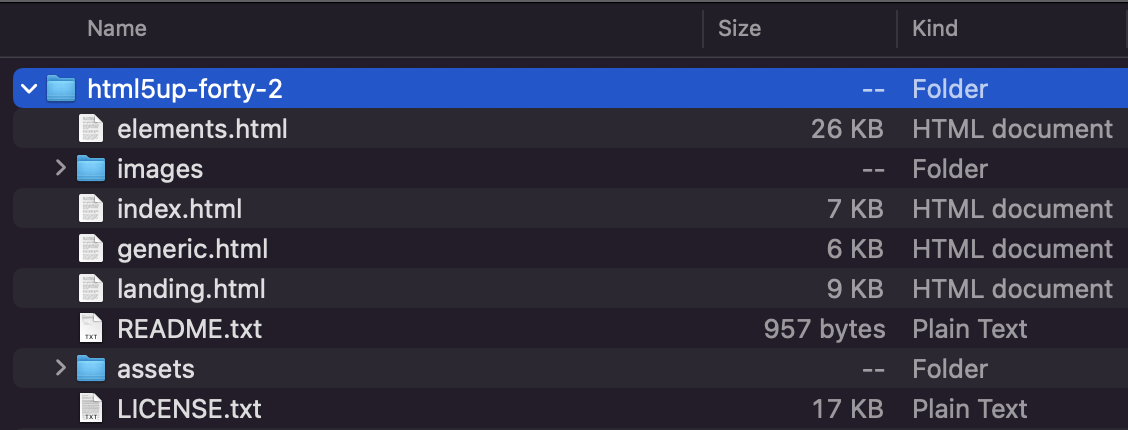 Name Size Kind
html5up-forty-2 -- Folder
elements.html 26 KB HTML document
images -- Folder
index.html 7 KB HTML document
generic.html 6 KB HTML document
landing.html 9 KB HTML document
TXT README.txt 957 bytes Plain Text
assets -- Folder
TXT LICENSE.txt 17 KB Plain Text